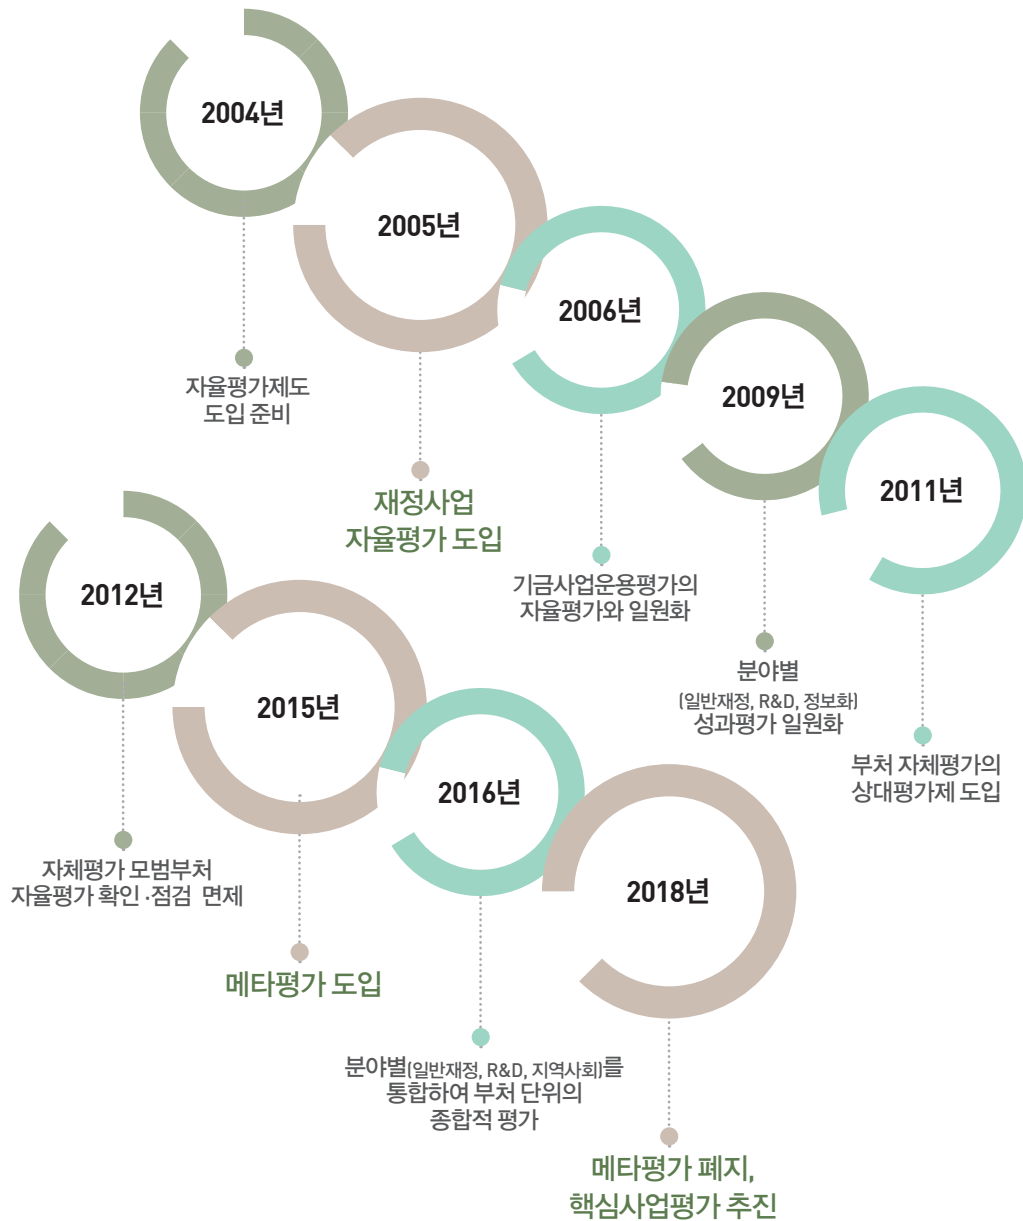 2004년
자율평가제도
도입 준비
2005년
재정사업
자율평가 도입
2006년
기금사업운용평가의
자율평가와 일원화
2009년
분야별
(일반재정, R&D, 정보화)
성과평가 일원화
2011년
부처 자체평가의
상대평가제 도입
2012년
자체평가 모범부처
자율평가 확인·점검 면제
2015년
메타평가 도입
2016년
분야별(일반재정, R&D, 지역사회)를
통합하여 부처 단위의
종합적 평가
2018년
메타평가 폐지,
핵심사업평가 추진